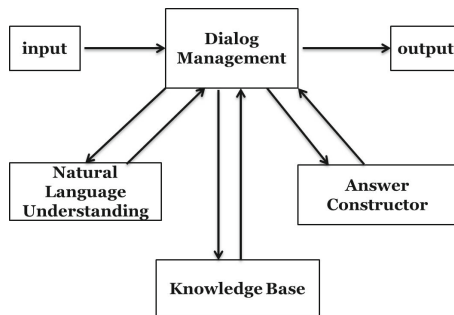 input
Dialog
Management
output
Natural
Language
Understanding
Answer
Constructor
Knowledge Base